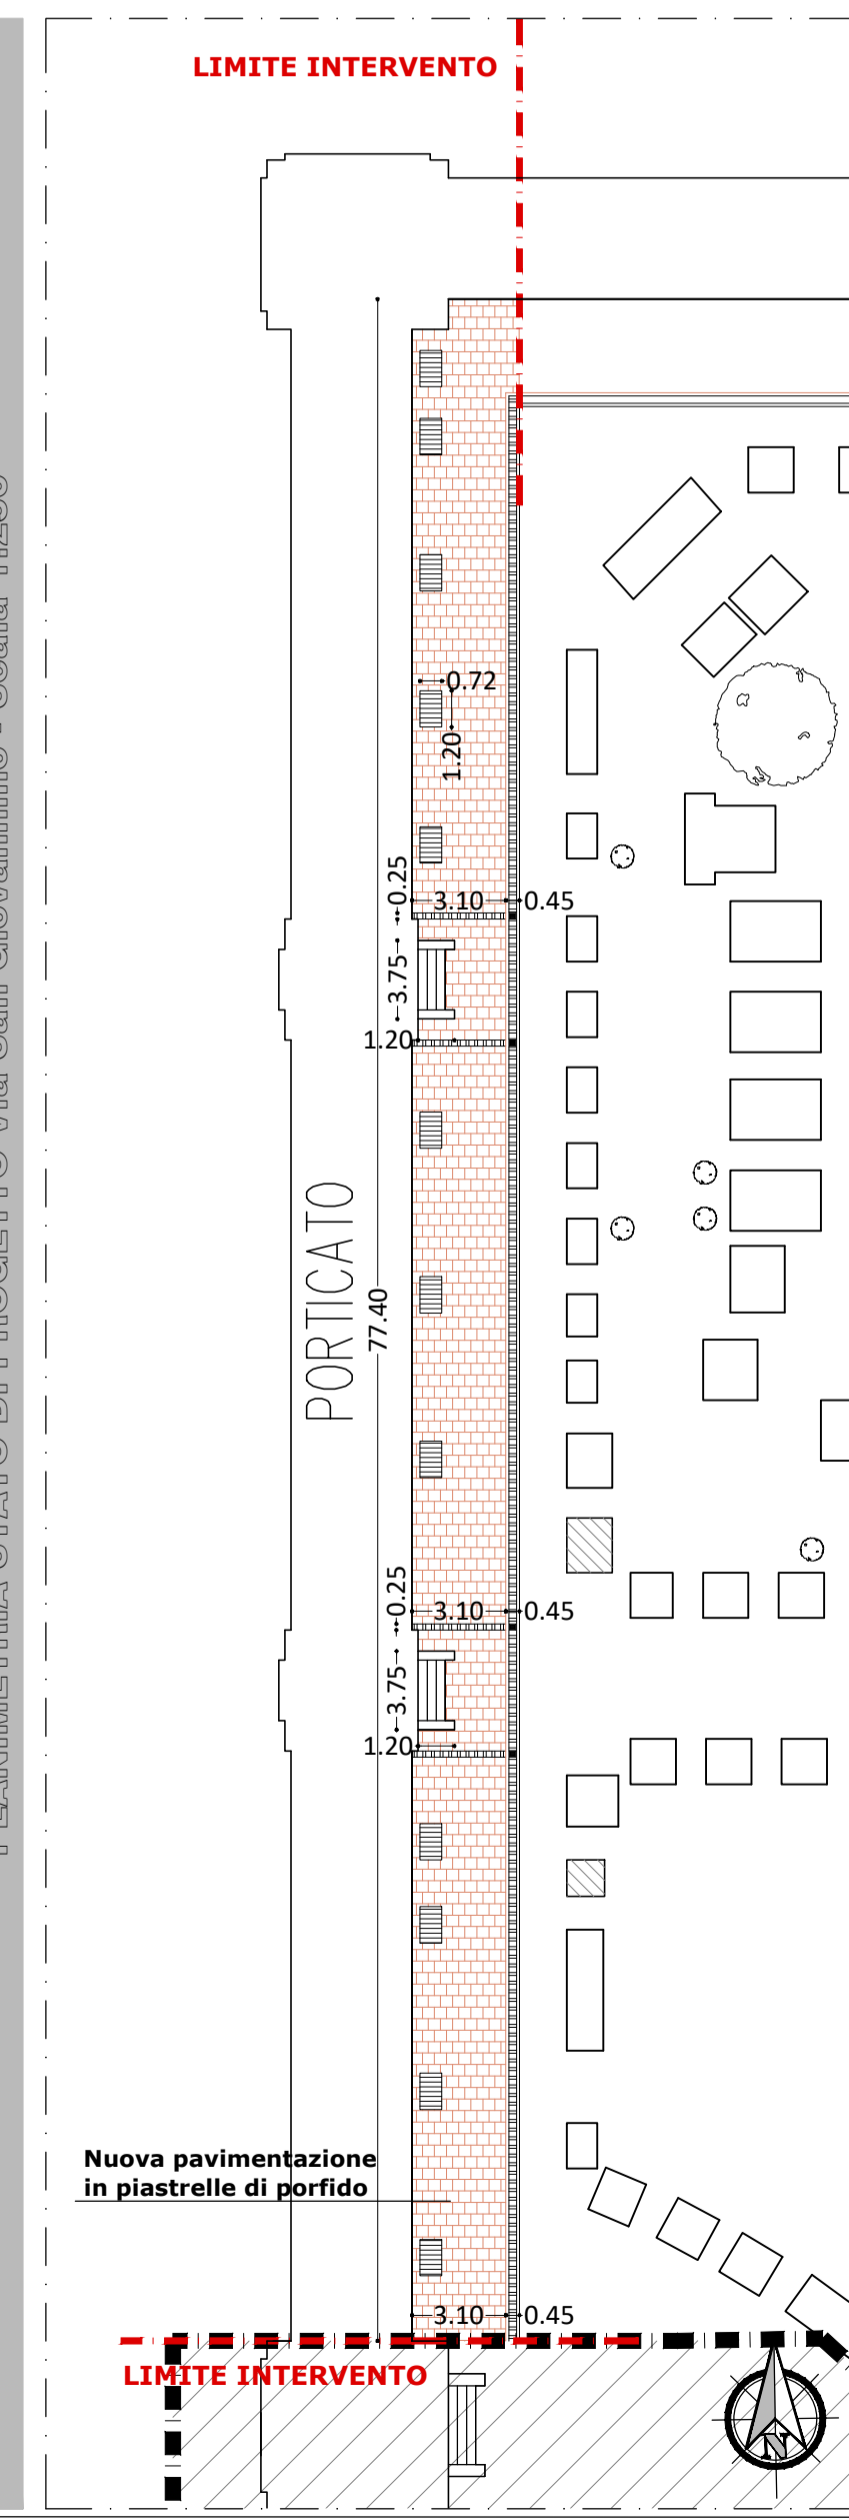 LIMITE INTERVENTO
0.72
1.20
0.25
3.10
0.45
3.75
1.20
PORTICATO
77.40
0.25
3.10
0.45
3.75
1.20
Nuova pavimentazione
in piastrelle di porfido
3.10
0.45
LIMITE INTERVENTO
N